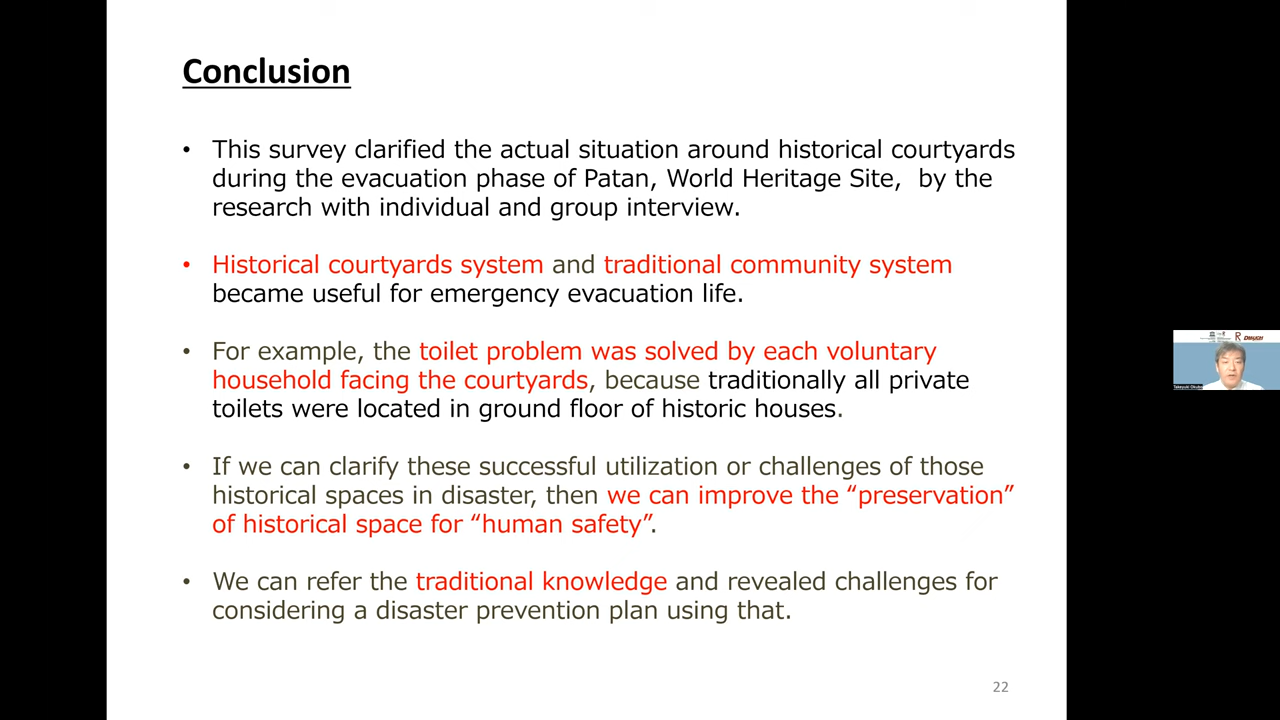 Conclusion
• This survey clarified the actual situation around historical courtyards
during the evacuation phase of Patan, World Heritage Site,  by the
research with individual and group interview.
• Historical courtyards system and traditional community system
became useful for emergency evacuation life.
• For example, the toilet problem was solved by each voluntary
household facing the courtyards, because traditionally all private
toilets were located in ground floor of historic houses.
• If we can clarify these successful utilization or challenges of those
historical spaces in disaster, then we can improve the “preservation”
of historical space for “human safety”.
• We can refer the traditional knowledge and revealed challenges for
considering a disaster prevention plan using that.
22
R
Takeyuki Okubo